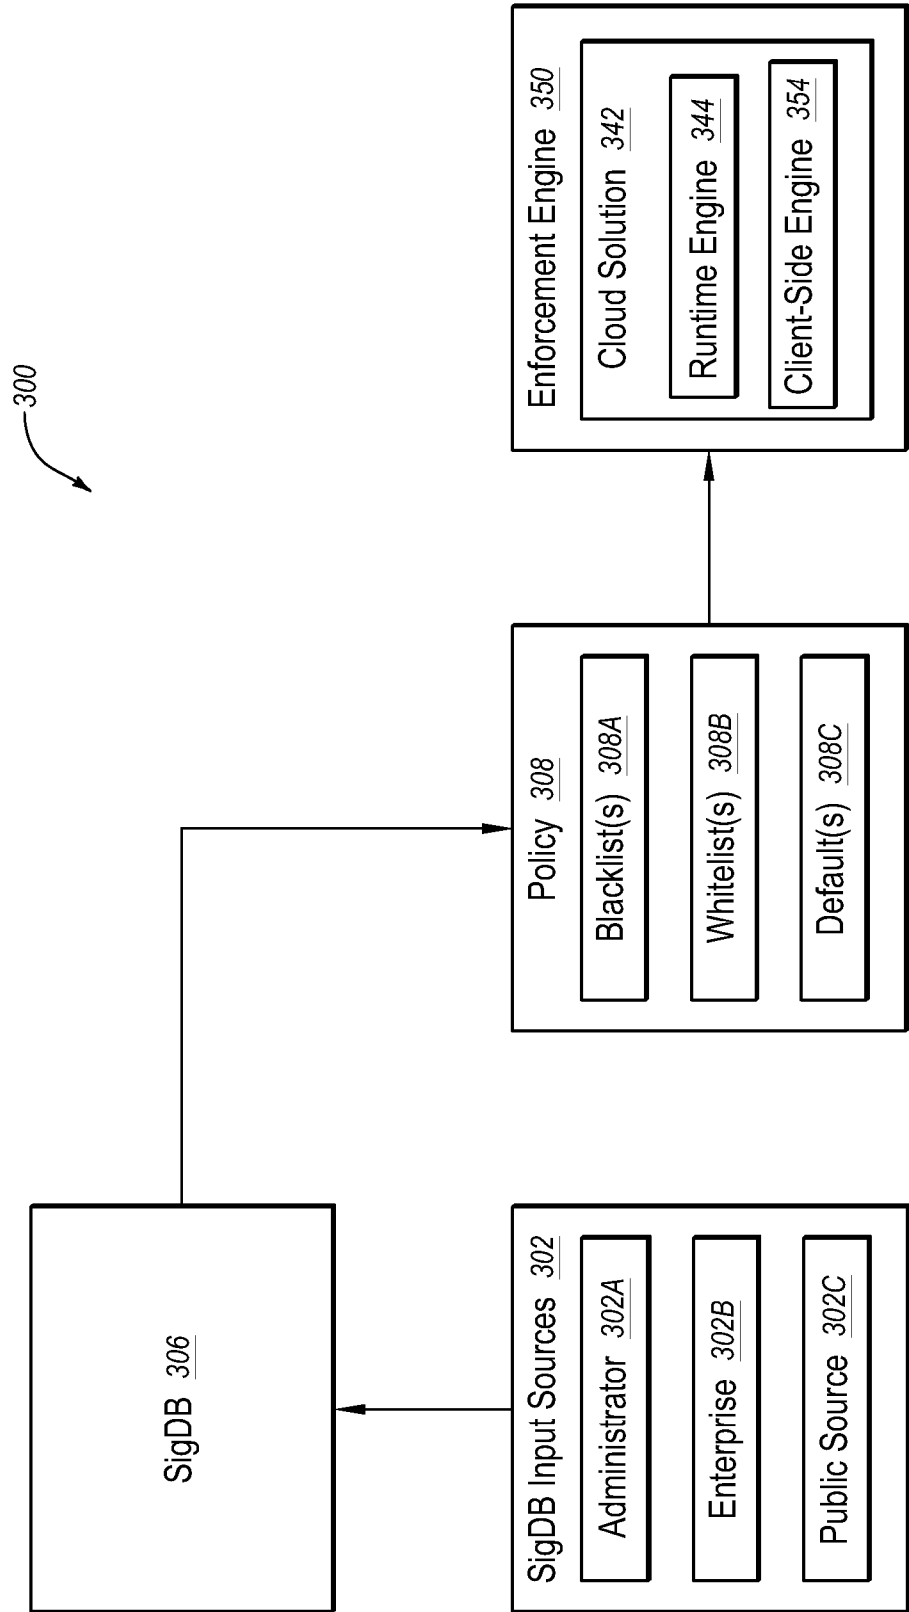 300
SigDB 306
SigDB Input Sources 302
Administrator 302A
Enterprise 302B
Public Source 302C
Policy 308
Blacklist(s) 308A
Whitelist(s) 308B
Default(s) 308C
Enforcement Engine 350
Cloud Solution 342
Runtime Engine 344
Client-Side Engine 354